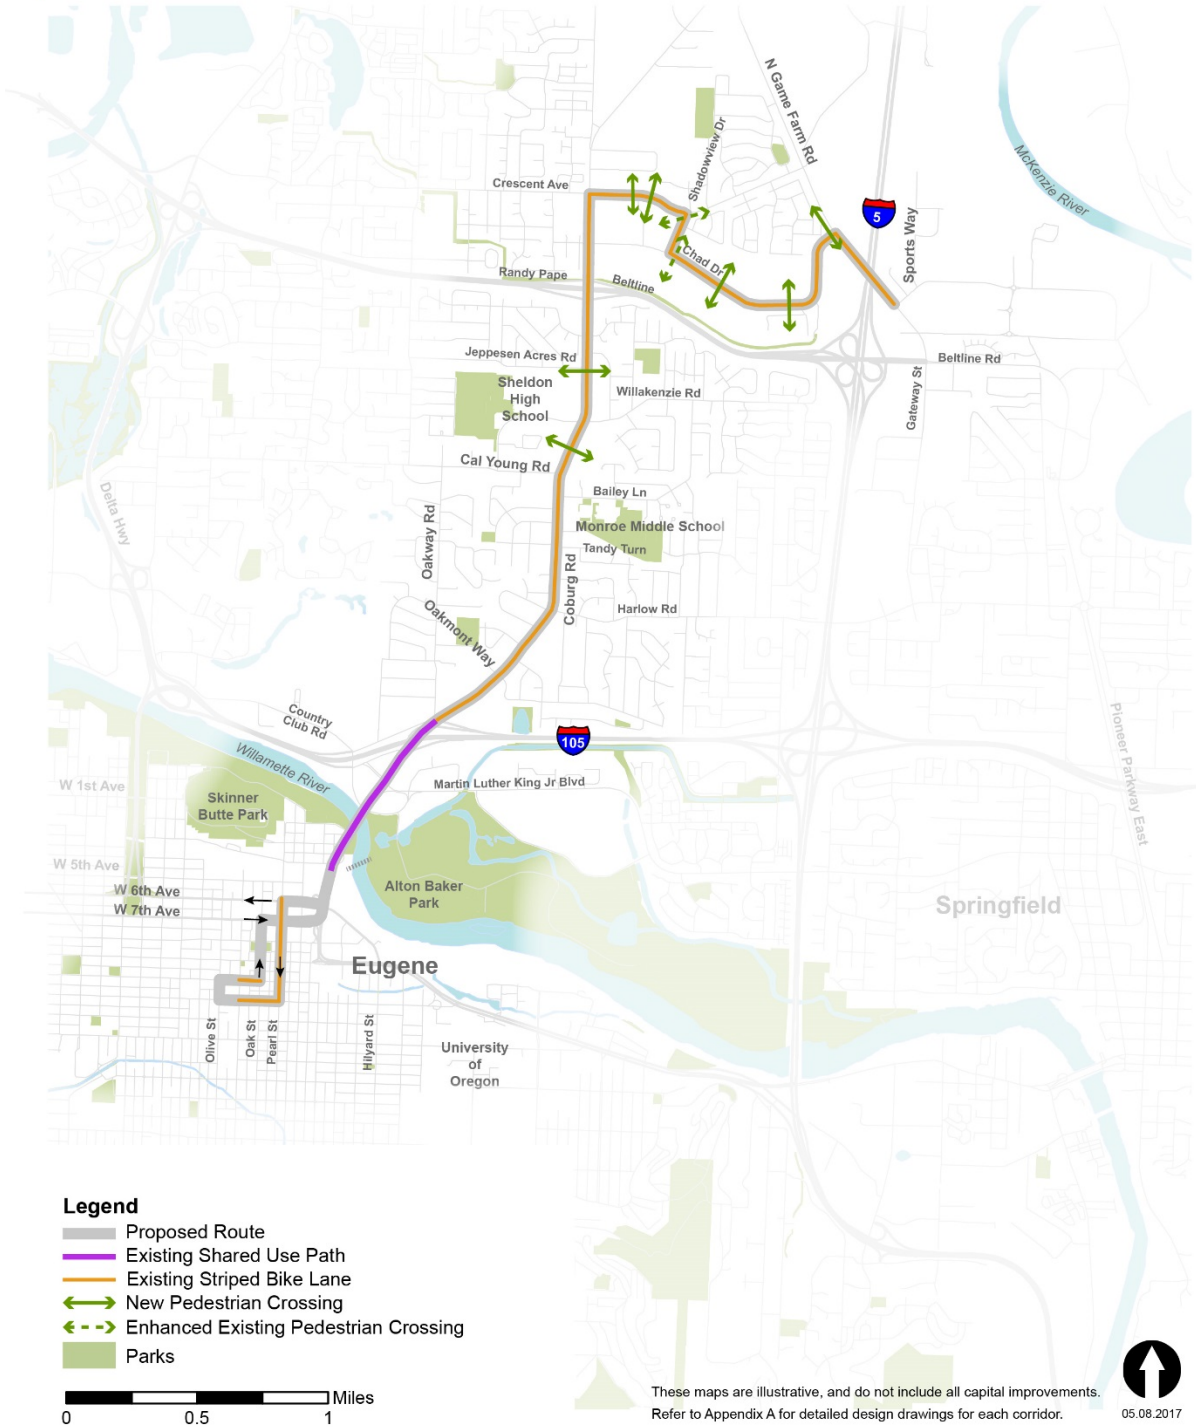 N Game Farm Rd
McKenzie River
Shadowview Dr
Crescent Ave
5
Sports Way
Chad Dr
Randy Pape
Beltline
Jeppesen Acres Rd
Beltline Rd
Sheldon
High
School
Willakenzie Rd
Gateway St
Cal Young Rd
Bailey Ln
Delta Hwy
Monroe Middle School
Oakway Rd
Tandy Turn
Coburg Rd
Harlow Rd
Oakmont Way
Country
Club Rd
Pioneer Parkway East
105
Willamette River
Martin Luther King Jr Blvd
W 1st Ave
Skinner
Butte Park
W 5th Ave
W 6th Ave
W 7th Ave
Alton Baker
Park
Springfield
Eugene
Olive St
Oak St
Pearl St
Hilyard St
University
of
Oregon
Legend
Proposed Route
Existing Shared Use Path
Existing Striped Bike Lane
New Pedestrian Crossing
Enhanced Existing Pedestrian Crossing
Parks
Miles
0 0.5 1
These maps are illustrative, and do not include all capital improvements.
Refer to Appendix A for detailed design drawings for each corridor.
05.08.2017